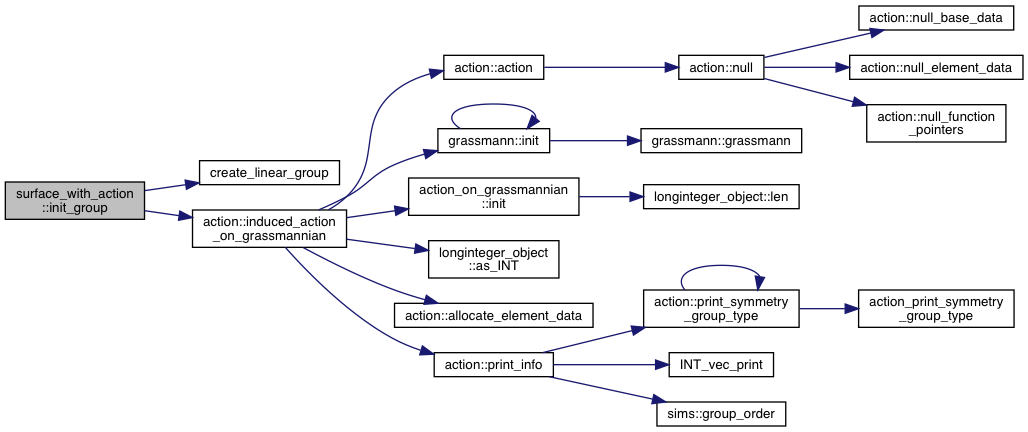 surface_with_action
::init_group
create_linear_group
action::induced_action
_on_grassmannian
action::action
action::null
action::null_base_data
action::null_element_data
action::null_function
_pointers
grassmann::init
grassmann::grassmann
action_on_grassmannian
::init
longinteger_object::len
longinteger_object
::as_INT
action::allocate_element_data
action::print_info
action::print_symmetry
_group_type
action_print_symmetry
_group_type
INT_vec_print
sims::group_order